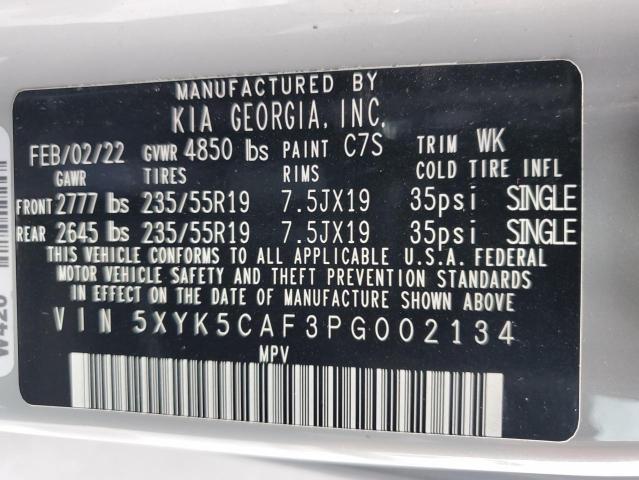 MANUFACTURED BY
KIA GEORGIA, INC.
FEB/02/22 GVWR 4850 lbs PAINT C7S TRIM WK
GAWR TIRES RIMS COLD TIRE INFL
FRONT 2777 lbs 235/55R19 7.5JX19 35psi SINGLE
REAR 2645 lbs 235/55R19 7.5JX19 35psi SINGLE
THIS VEHICLE CONFORMS TO ALL APPLICABLE U.S.A. FEDERAL
MOTOR VEHICLE SAFETY AND THEFT PREVENTION STANDARDS
IN EFFECT ON THE DATE OF MANUFACTURE SHOWN ABOVE.
VIN 5XYK5CAF3PG002134
MPV